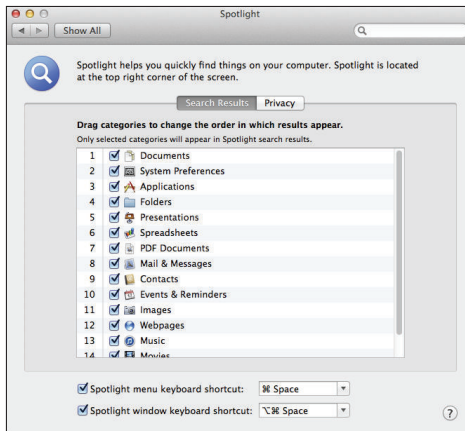 Spotlight
Show All
Spotlight helps you quickly find things on your computer. Spotlight is located
at the top right corner of the screen.
Search Results Privacy
Drag categories to change the order in which results appear.
Only selected categories will appear in Spotlight search results.
1 Documents
2 System Preferences
3 Applications
4 Folders
5 Presentations
6 Spreadsheets
7 PDF Documents
8 Mail & Messages
9 Contacts
10 Events & Reminders
11 Images
12 Webpages
13 Music
14 Movies
Spotlight menu keyboard shortcut: ⌘ Space
Spotlight window keyboard shortcut: ⌥⌘ Space
?